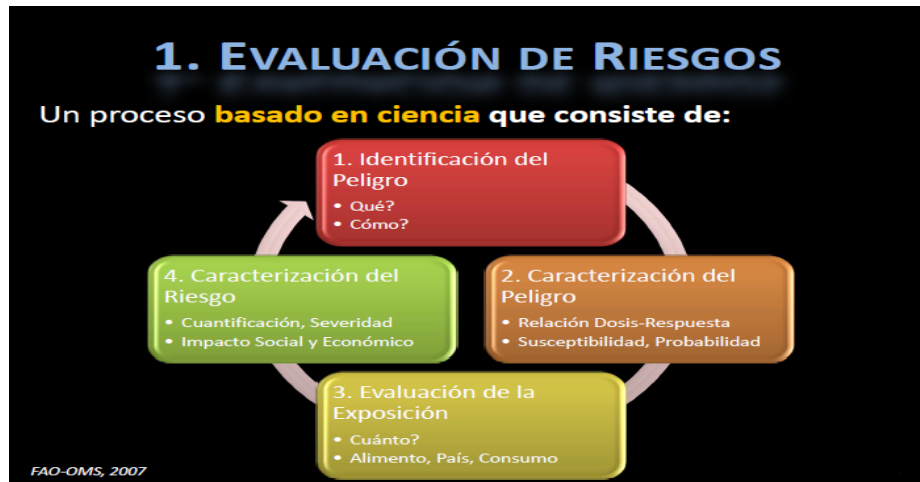 1. EVALUACIÓN DE RIESGOS
Un proceso basado en ciencia que consiste de:
1. Identificación del
Peligro
• Qué?
• Cómo?
2. Caracterización del
Peligro
• Relación Dosis-Respuesta
• Susceptibilidad, Probabilidad
3. Evaluación de la
Exposición
• Cuánto?
• Alimento, País, Consumo
4. Caracterización del
Riesgo
• Cuantificación, Severidad
• Impacto Social y Económico
FAO-OMS, 2007